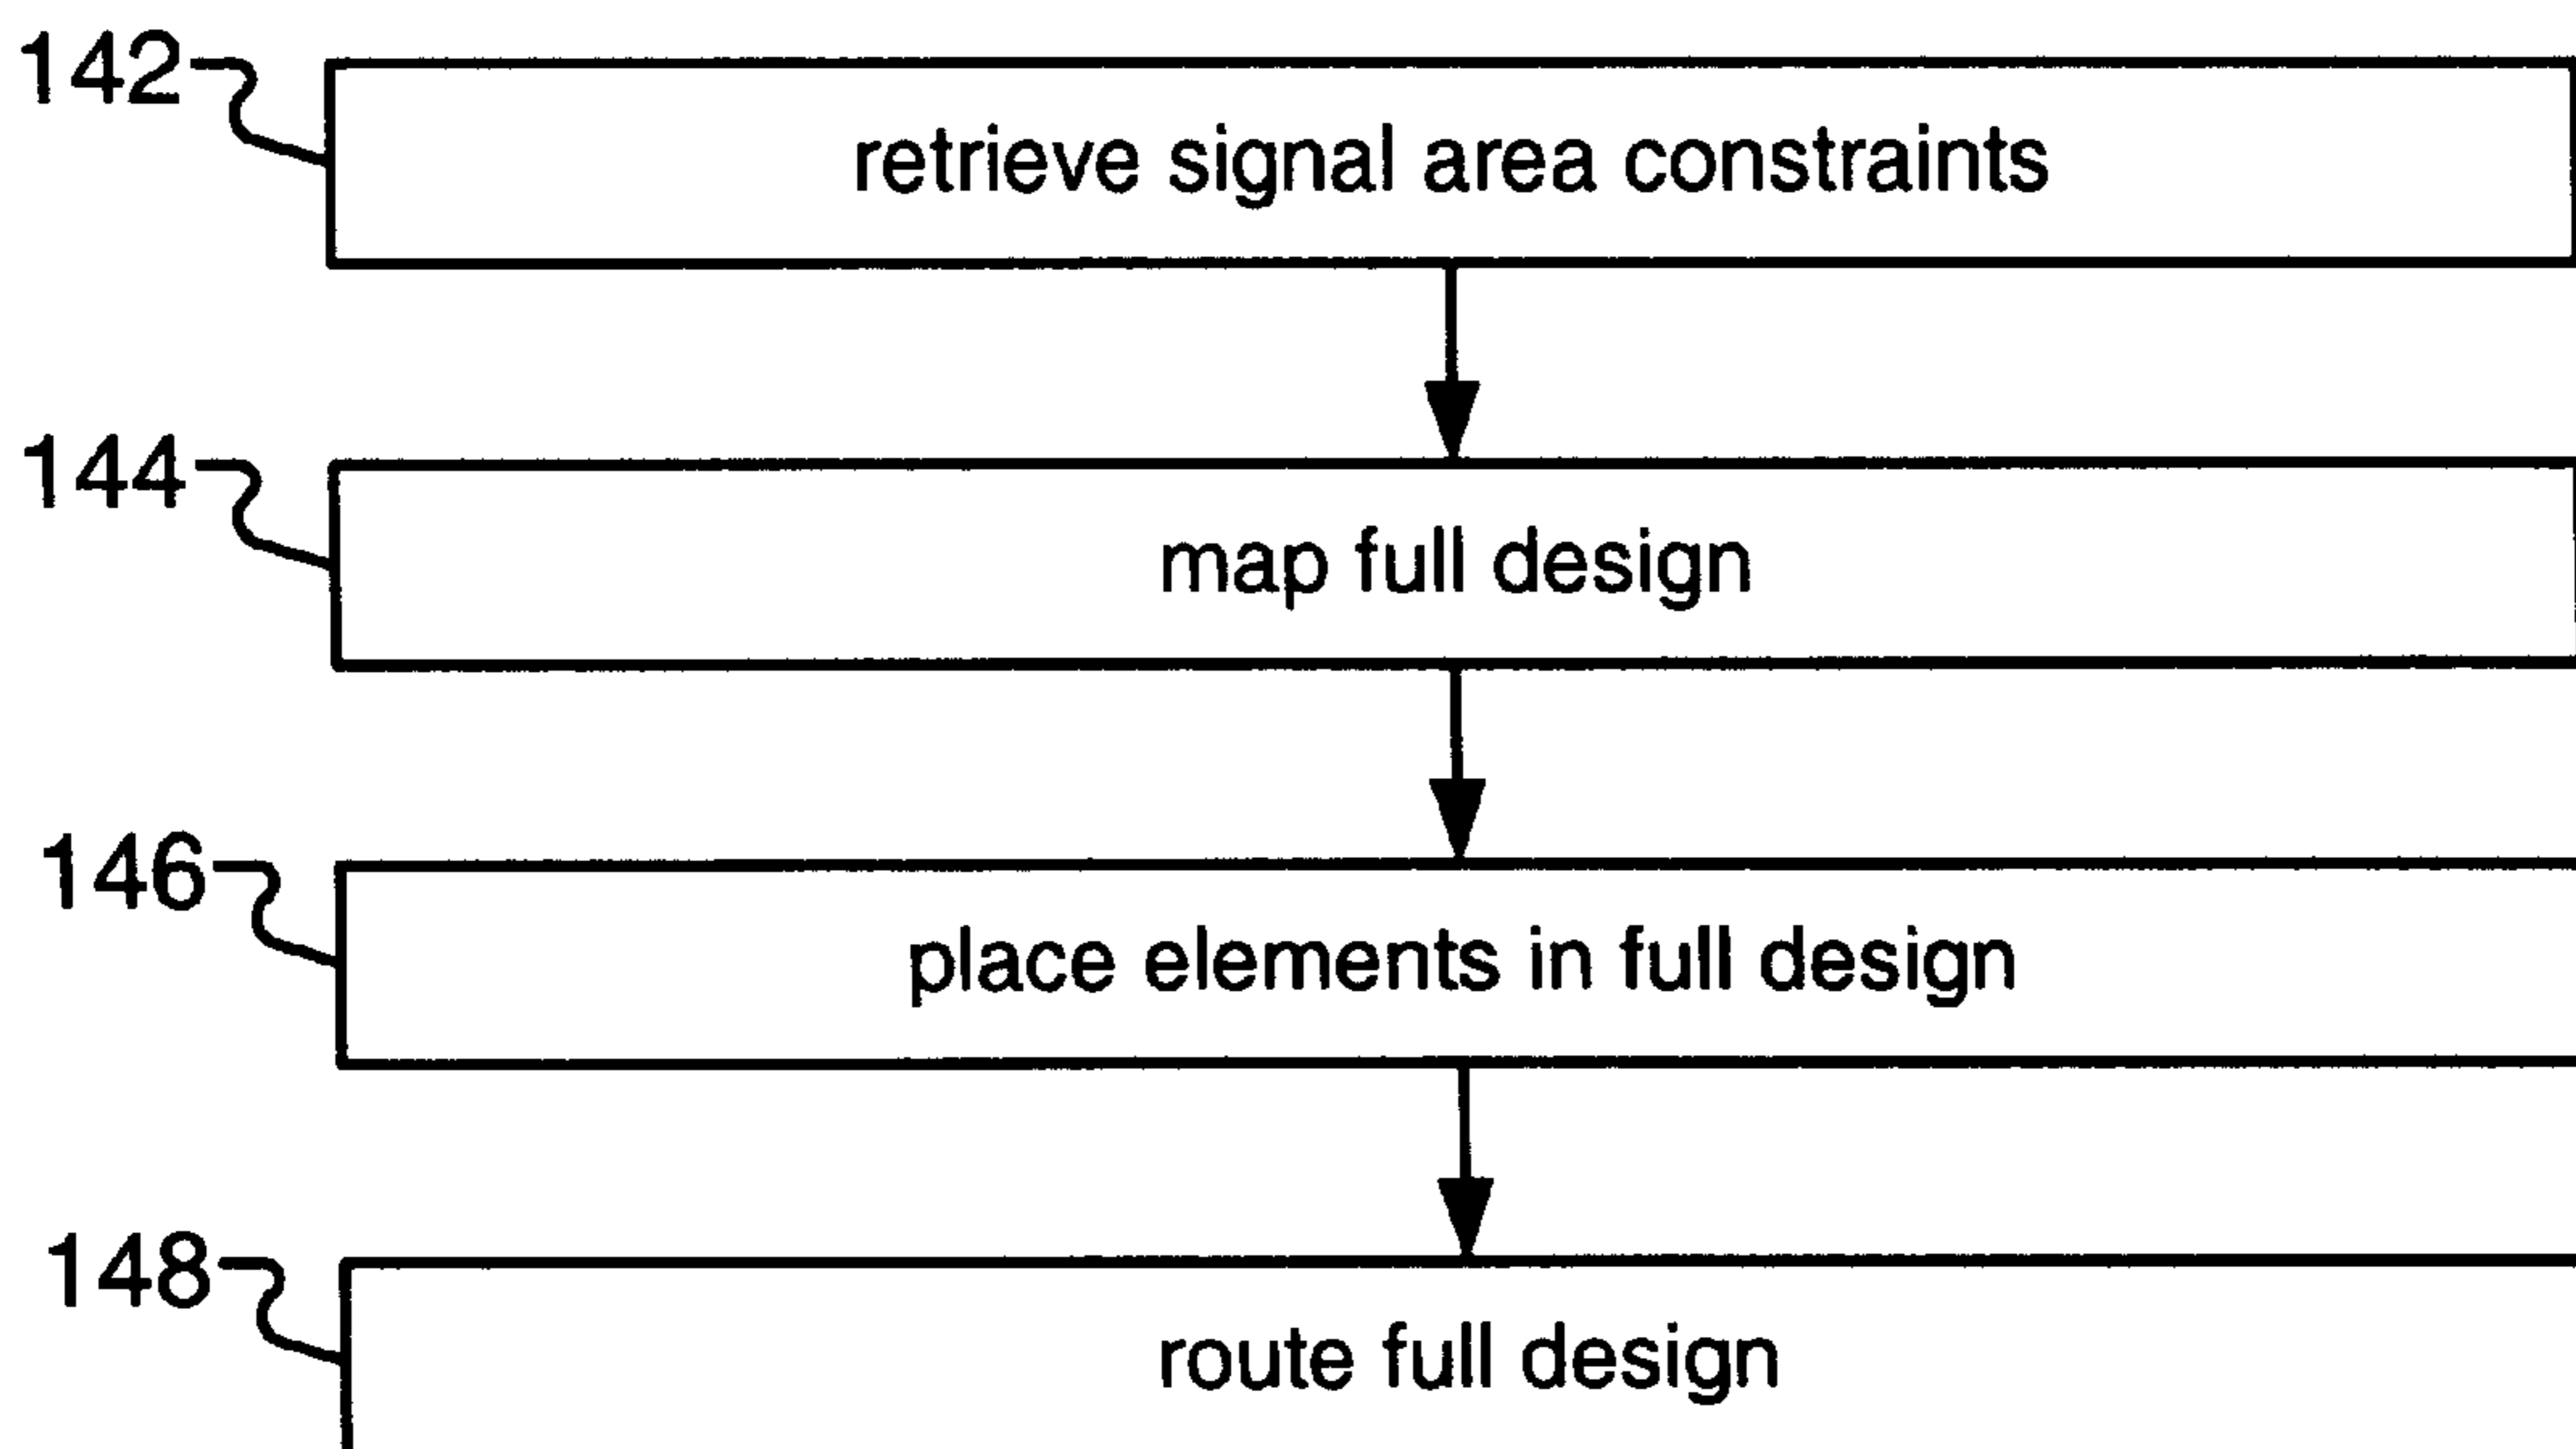 142
retrieve signal area constraints
144
map full design
146
place elements in full design
148
route full design